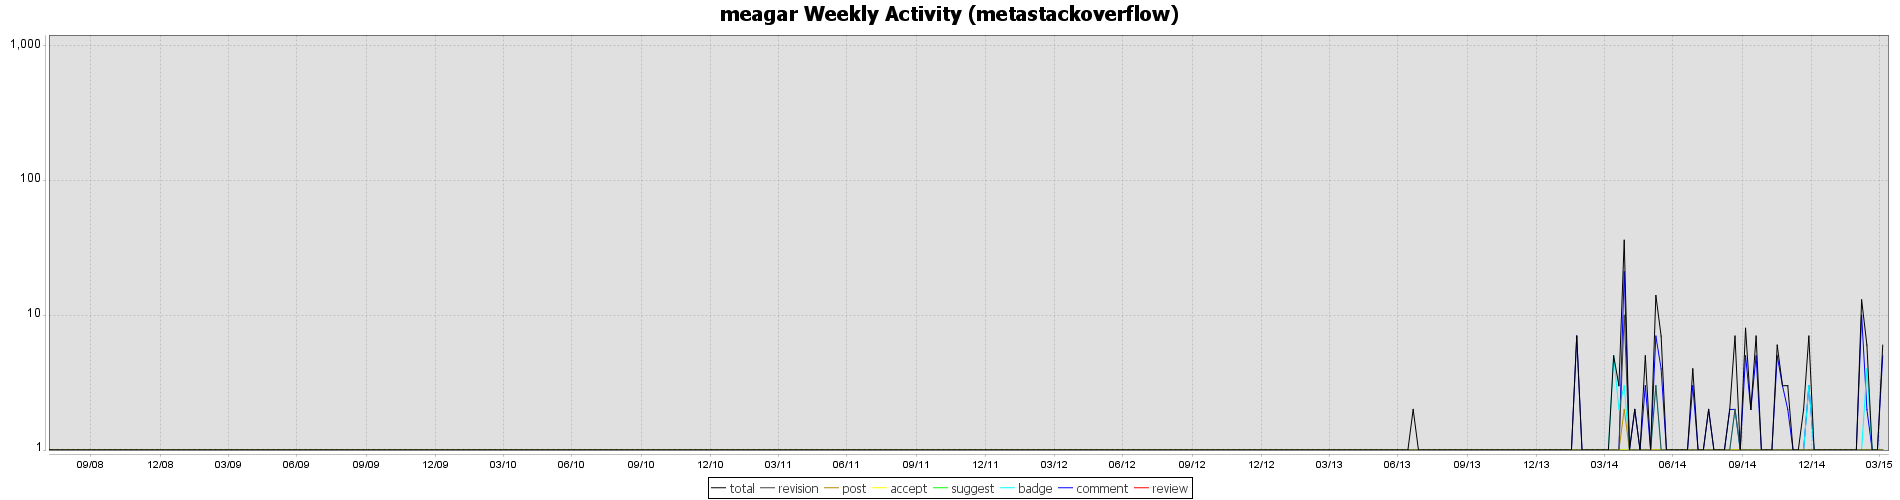 meagar Weekly Activity (metastackoverflow)
1,000
100
10
1
09/08 12/08 03/09 06/09 09/09 12/09 03/10 06/10 09/10 12/10 03/11 06/11 09/11 12/11 03/12 06/12 09/12 12/12 03/13 06/13 09/13 12/13 03/14 06/14 09/14 12/14 03/15
total revision post accept suggest badge comment review